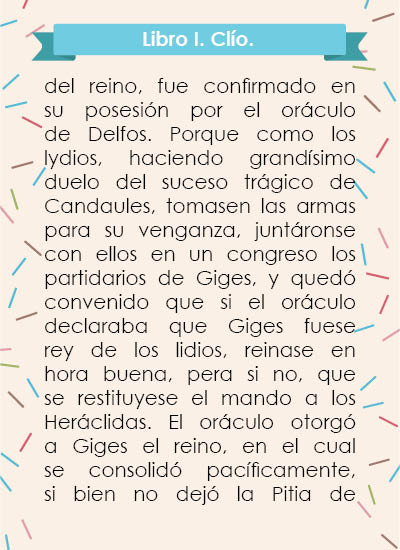 Libro I. Clío.
del reino, fue confirmado en
su posesión por el oráculo
de Delfos. Porque como los
lydios, haciendo grandísimo
duelo del suceso trágico de
Candaules, tomasen las armas
para su venganza, juntáronse
con ellos en un congreso los
partidarios de Giges, y quedó
convenido que si el oráculo
declaraba que Giges fuese
rey de los lidios, reinase en
hora buena, pera si no, que
se restituyese el mando a los
Heráclidas. El oráculo otorgó
a Giges el reino, en el cual
se consolidó pacíficamente,
si bien no dejó la Pitia de